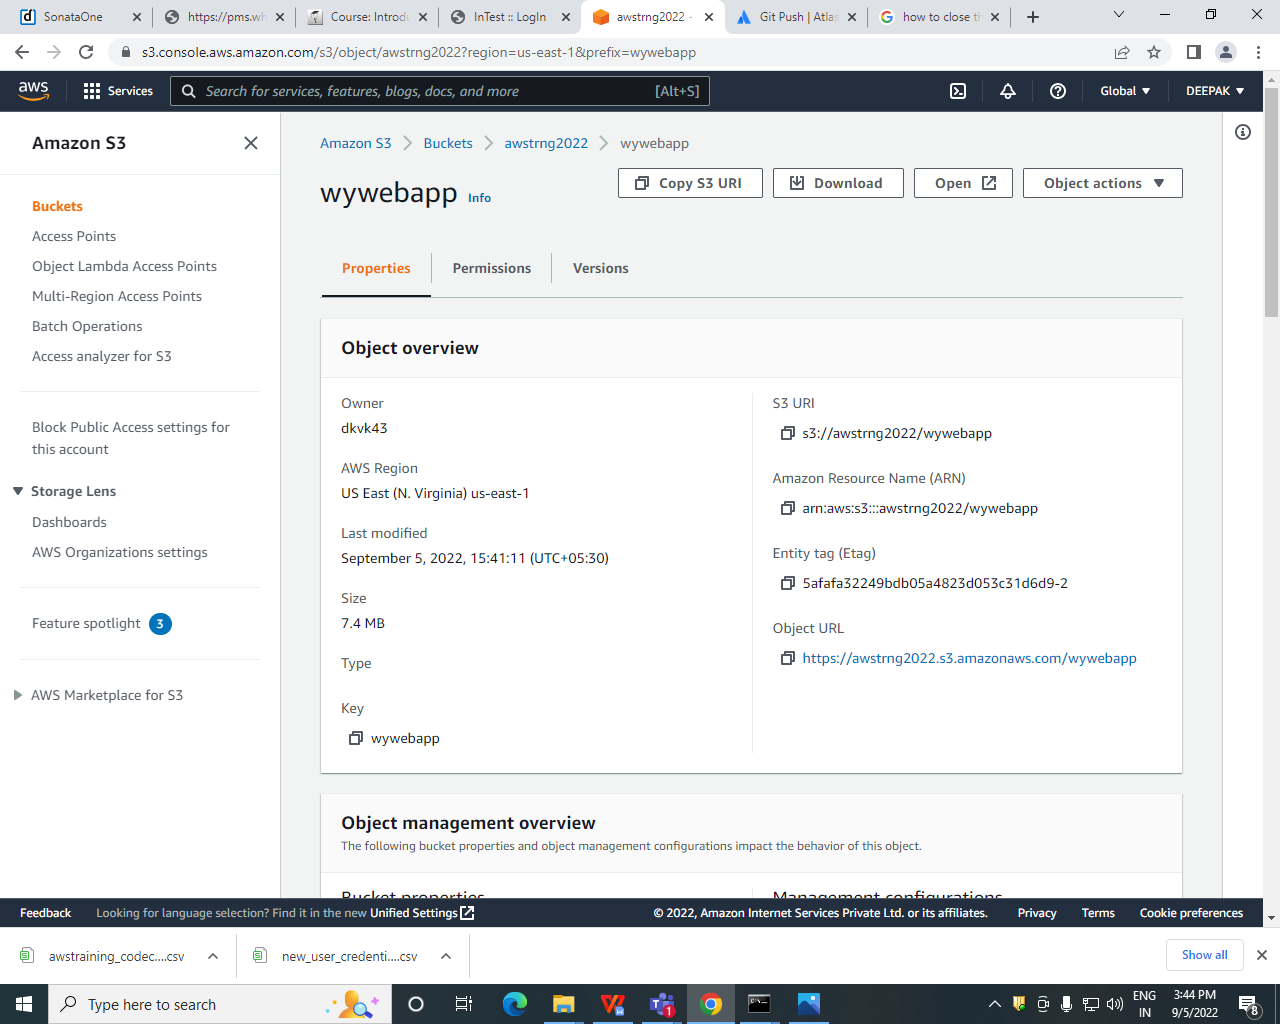 SonataOne
https://pms.wh
Course: Introdu
InTest :: LogIn
awstrng2022 -
Git Push | Atlas
how to close th
s3.console.aws.amazon.com/s3/object/awstrng2022?region=us-east-1&prefix=wywebapp
aws
Services
Search for services, features, blogs, docs, and more
[Alt+S]
Global
DEEPAK
Amazon S3
Buckets
Access Points
Object Lambda Access Points
Multi-Region Access Points
Batch Operations
Access analyzer for S3
Block Public Access settings for
this account
Storage Lens
Dashboards
AWS Organizations settings
Feature spotlight 3
AWS Marketplace for S3
Amazon S3 > Buckets > awstrng2022 > wywebapp
wywebapp Info
Copy S3 URI
Download
Open
Object actions
Properties
Permissions
Versions
Object overview
Owner
dkvk43
AWS Region
US East (N. Virginia) us-east-1
Last modified
September 5, 2022, 15:41:11 (UTC+05:30)
Size
7.4 MB
Type
Key
wywebapp
S3 URI
s3://awstrng2022/wywebapp
Amazon Resource Name (ARN)
arn:aws:s3:::awstrng2022/wywebapp
Entity tag (Etag)
5afafa32249bdb05a4823d053c31d6d9-2
Object URL
https://awstrng2022.s3.amazonaws.com/wywebapp
Object management overview
The following bucket properties and object management configurations impact the behavior of this object.
Bucket properties
Management configurations
Feedback
Looking for language selection? Find it in the new Unified Settings
© 2022, Amazon Internet Services Private Ltd. or its affiliates.
Privacy
Terms
Cookie preferences
awstraining_codec....csv
new_user_credenti....csv
Show all
Type here to search
1
ENG
IN
3:44 PM
9/5/2022
8